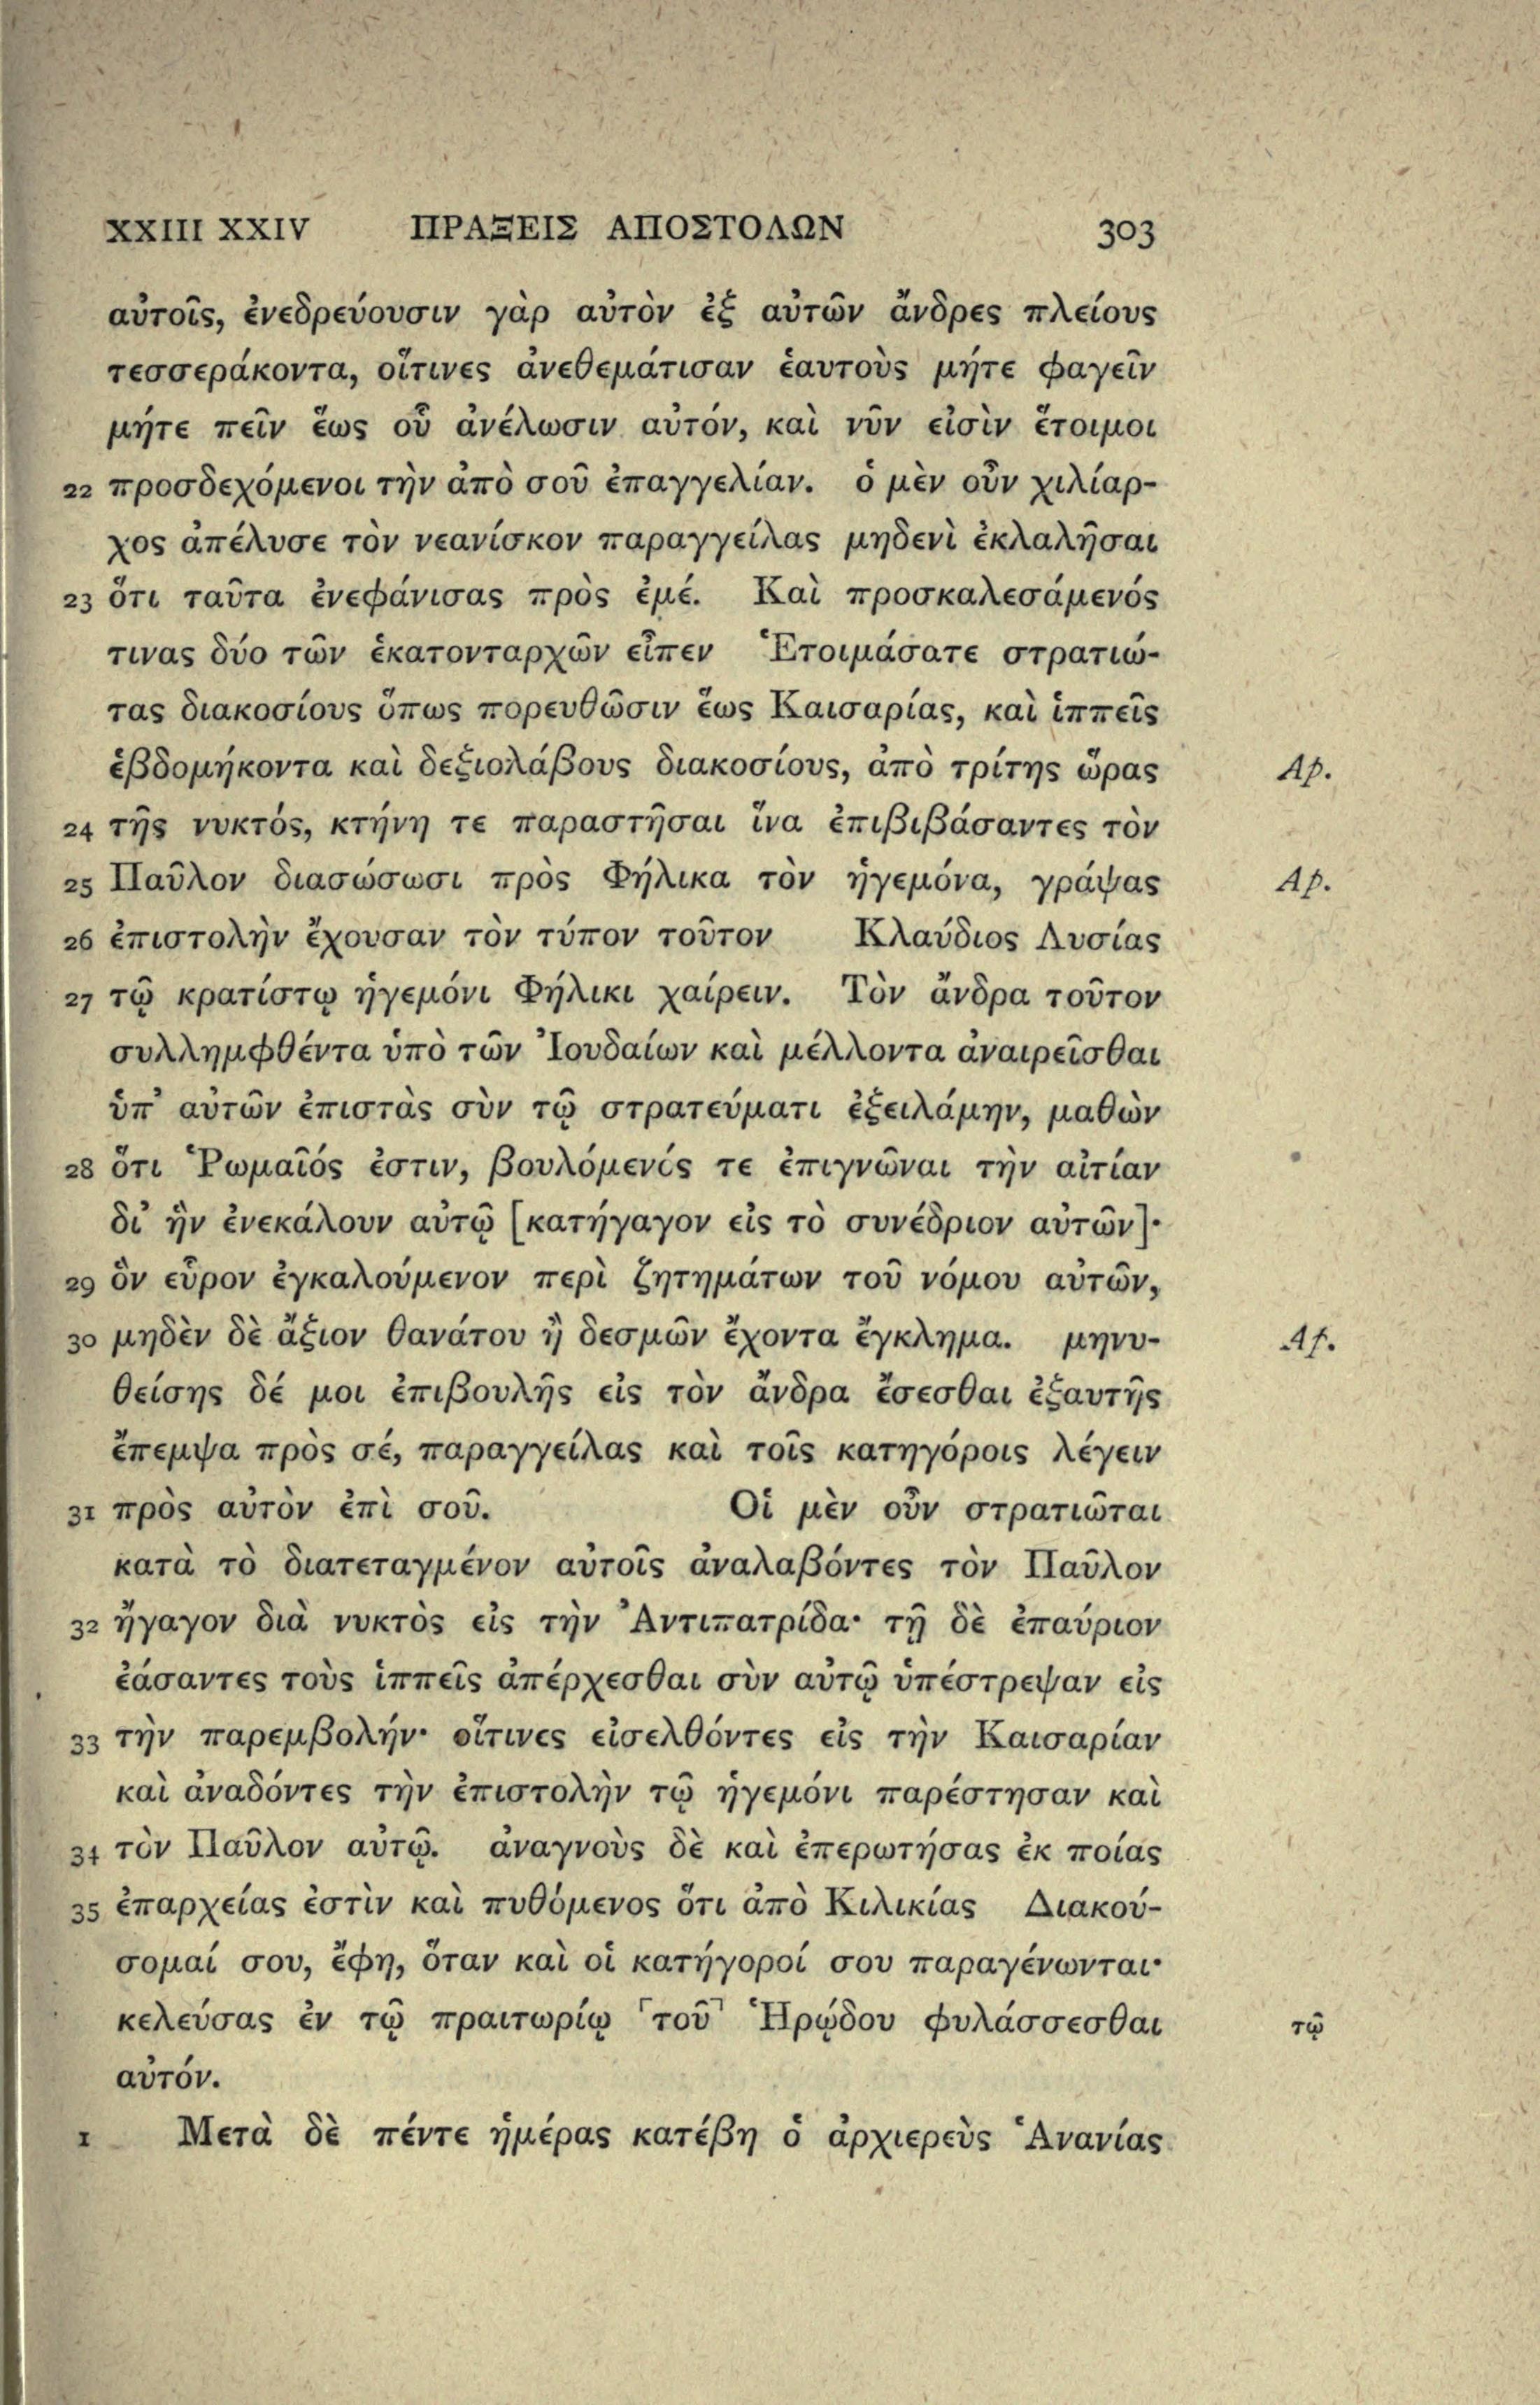 XXIII XXIV ΠΡΑΞΕΙΣ ΑΠΟΣΤΟΛΩΝ 303
αὐτοῖς, ἐνεδρεύουσιν γὰρ αὐτὸν ἐξ αὐτῶν ἄνδρες πλείους
τεσσεράκοντα, οἵτινες ἀνεθεμάτισαν ἑαυτοὺς μήτε φαγεῖν
μήτε πεῖν ἕως οὗ ἀνέλωσιν αὐτόν, καὶ νῦν εἰσὶν ἕτοιμοι
22 προσδεχόμενοι τὴν ἀπὸ σοῦ ἐπαγγελίαν. ὁ μὲν οὖν χιλίαρ-
χος ἀπέλυσε τὸν νεανίσκον παραγγείλας μηδενὶ ἐκλαλῆσαι
23 ὅτι ταῦτα ἐνεφάνισας πρὸς ἐμέ. Καὶ προσκαλεσάμενός
τινας δύο τῶν ἑκατονταρχῶν εἶπεν Ἑτοιμάσατε στρατιώ-
τας διακοσίους ὅπως πορευθῶσιν ἕως Καισαρίας, καὶ ἱππεῖς
ἑβδομήκοντα καὶ δεξιολάβους διακοσίους, ἀπὸ τρίτης ὥρας Ap.
24 τῆς νυκτός, κτήνη τε παραστῆσαι ἵνα ἐπιβιβάσαντες τὸν
25 Παῦλον διασώσωσι πρὸς Φήλικα τὸν ἡγεμόνα, γράψας Ap.
26 ἐπιστολὴν ἔχουσαν τὸν τύπον τοῦτον Κλαύδιος Λυσίας
27 τῷ κρατίστῳ ἡγεμόνι Φήλικι χαίρειν. Τὸν ἄνδρα τοῦτον
συλλημφθέντα ὑπὸ τῶν Ἰουδαίων καὶ μέλλοντα ἀναιρεῖσθαι
ὑπ' αὐτῶν ἐπιστὰς σὺν τῷ στρατεύματι ἐξειλάμην, μαθὼν
28 ὅτι Ῥωμαῖός ἐστιν, βουλόμενός τε ἐπιγνῶναι τὴν αἰτίαν
δι' ἣν ἐνεκάλουν αὐτῷ [κατήγαγον εἰς τὸ συνέδριον αὐτῶν]·
29 ὃν εὗρον ἐγκαλούμενον περὶ ζητημάτων τοῦ νόμου αὐτῶν,
30 μηδὲν δὲ ἄξιον θανάτου ἢ δεσμῶν ἔχοντα ἔγκλημα. μηνυ- Ap.
θείσης δέ μοι ἐπιβουλῆς εἰς τὸν ἄνδρα ἔσεσθαι ἐξαυτῆς
ἔπεμψα πρὸς σέ, παραγγείλας καὶ τοῖς κατηγόροις λέγειν
31 πρὸς αὐτὸν ἐπὶ σοῦ. Οἱ μὲν οὖν στρατιῶται
κατὰ τὸ διατεταγμένον αὐτοῖς ἀναλαβόντες τὸν Παῦλον
32 ἤγαγον διὰ νυκτὸς εἰς τὴν Ἀντιπατρίδα· τῇ δὲ ἐπαύριον
ἐάσαντες τοὺς ἱππεῖς ἀπέρχεσθαι σὺν αὐτῷ ὑπέστρεψαν εἰς
33 τὴν παρεμβολήν· οἵτινες εἰσελθόντες εἰς τὴν Καισαρίαν
καὶ ἀναδόντες τὴν ἐπιστολὴν τῷ ἡγεμόνι παρέστησαν καὶ
34 τὸν Παῦλον αὐτῷ. ἀναγνοὺς δὲ καὶ ἐπερωτήσας ἐκ ποίας
35 ἐπαρχείας ἐστὶν καὶ πυθόμενος ὅτι ἀπὸ Κιλικίας Διακού-
σομαί σου, ἔφη, ὅταν καὶ οἱ κατήγοροί σου παραγένωνται·
κελεύσας ἐν τῷ πραιτωρίῳ ⌜τοῦ⌝ Ἡρῴδου φυλάσσεσθαι τῷ
αὐτόν.
1 Μετὰ δὲ πέντε ἡμέρας κατέβη ὁ ἀρχιερεὺς Ἁνανίας